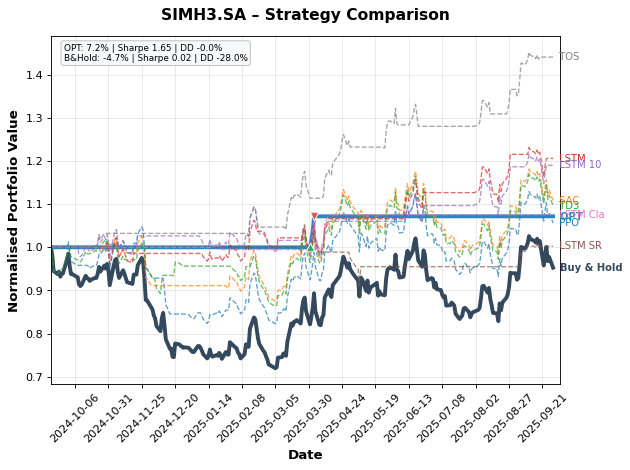 SIMH3.SA – Strategy Comparison
OPT: 7.2% | Sharpe 1.65 | DD -0.0%
B&Hold: -4.7% | Sharpe 0.02 | DD -28.0%
Normalised Portfolio Value
1.4
1.3
1.2
1.1
1.0
0.9
0.8
0.7
TOS
LSTM
LSTM 10
TD3
OPT
PPO
LSTM SR
Buy & Hold
2024-10-06
2024-10-31
2024-11-25
2024-12-20
2025-01-14
2025-02-08
2025-03-05
2025-03-30
2025-04-24
2025-05-19
2025-06-13
2025-07-08
2025-08-02
2025-08-27
2025-09-21
Date